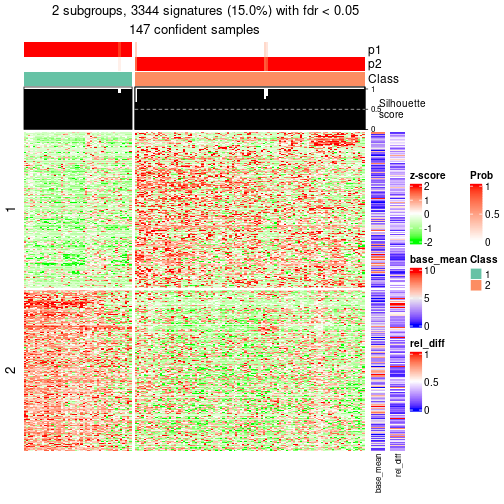 2 subgroups, 3344 signatures (15.0%) with fdr < 0.05
147 confident samples
p1
p2
Class
1
0.5
0
Silhouette
score
1
2
base_mean
rel_diff
z-score
2
1
0
-1
-2
base_mean
10
5
0
rel_diff
1
0.5
0
Prob
1
0.5
0
Class
1
2